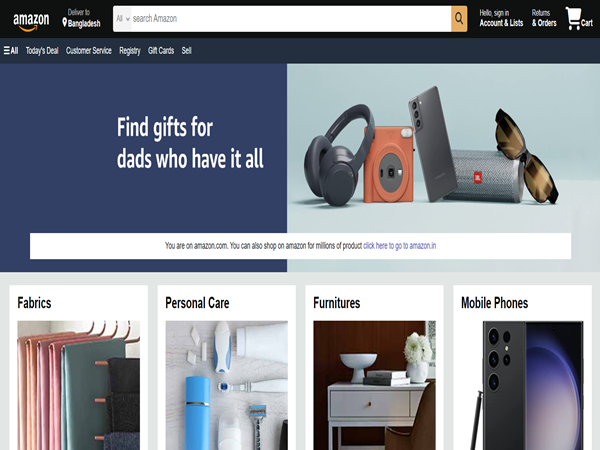 amazon
Deliver to
Bangladesh
All
search Amazon
Hello, sign in
Account & Lists
Returns
& Orders
Cart
All
Today's Deal
Customer Service
Registry
Gift Cards
Sell
Find gifts for
dads who have it all
JBL
You are on amazon.com. You can also shop on amazon for millions of product click here to go to amazon.in
Fabrics
Personal Care
Furnitures
Mobile Phones